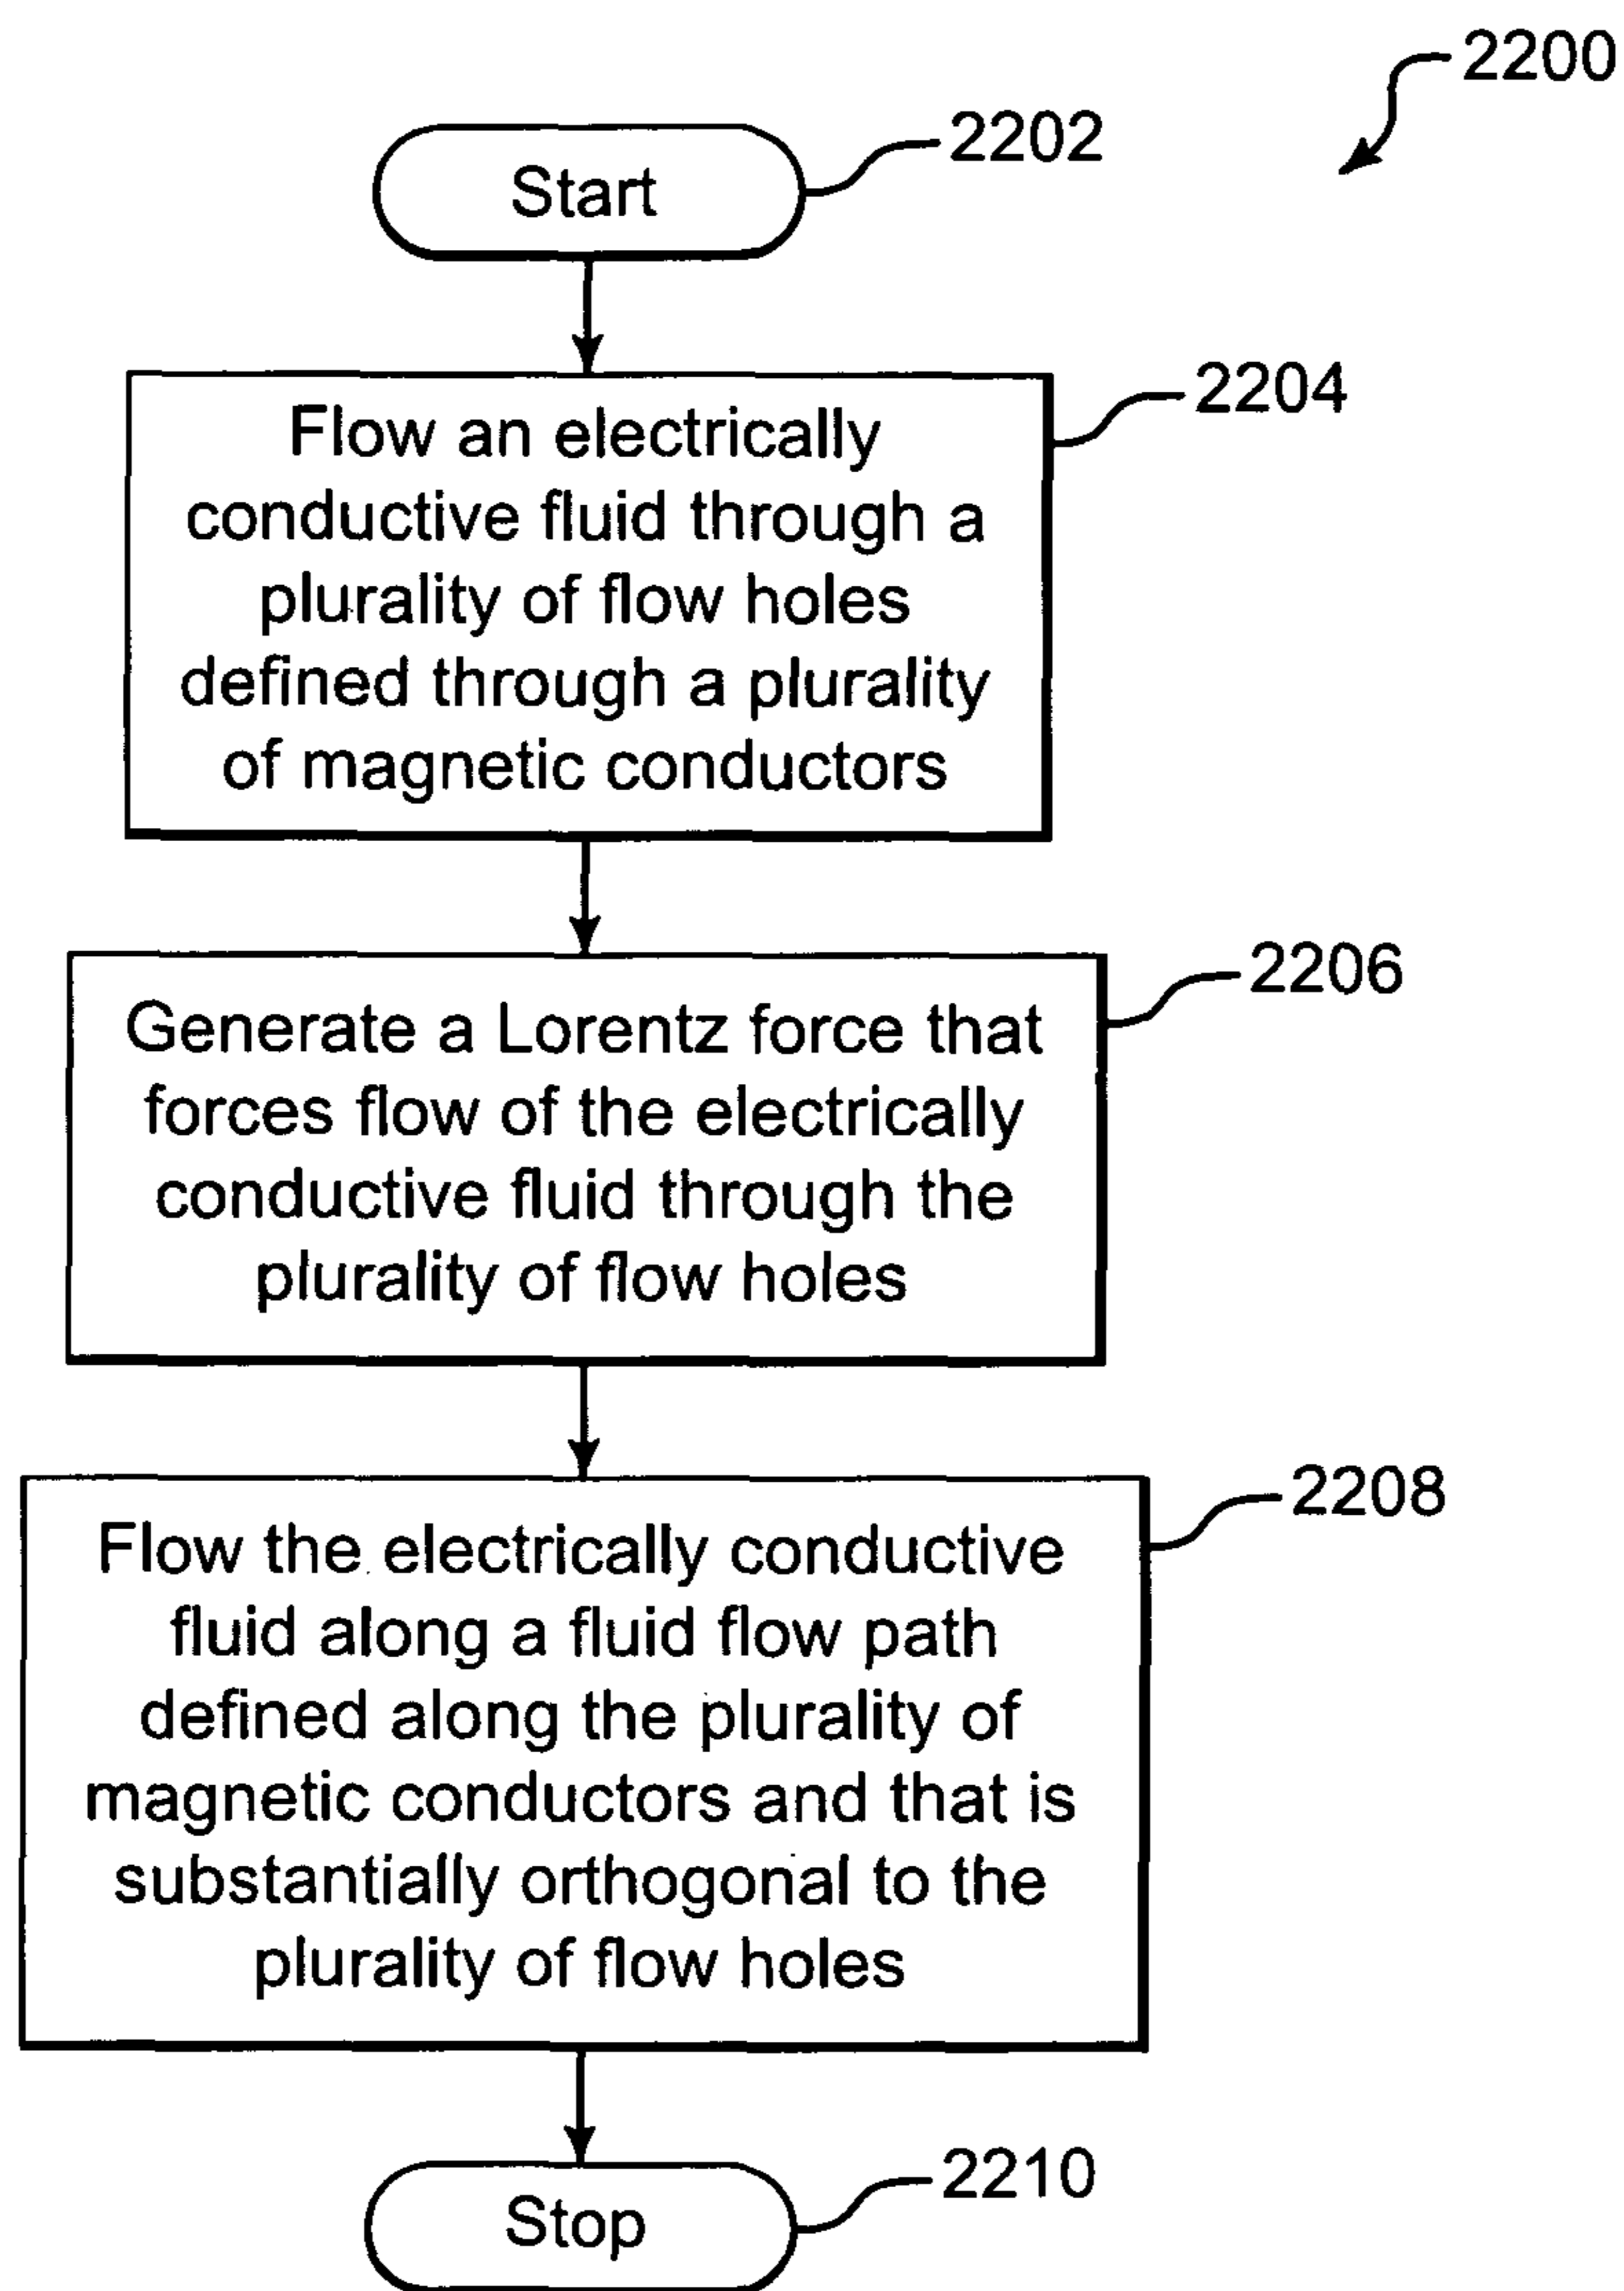 2200
2202
Start
2204
Flow an electrically
conductive fluid through a
plurality of flow holes
defined through a plurality
of magnetic conductors
2206
Generate a Lorentz force that
forces flow of the electrically
conductive fluid through the
plurality of flow holes
2208
Flow the electrically conductive
fluid along a fluid flow path
defined along the plurality of
magnetic conductors and that is
substantially orthogonal to the
plurality of flow holes
2210
Stop